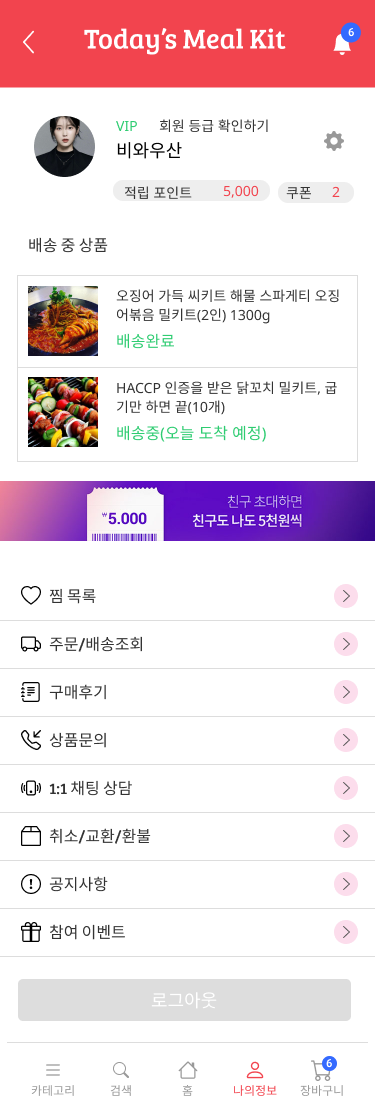 Today's Meal Kit
6
VIP 회원 등급 확인하기
비와우산
적립 포인트 5,000 쿠폰 2
배송 중 상품
오징어 가득 씨키트 해물 스파게티 오징
어볶음 밀키트(2인) 1300g
배송완료
HACCP 인증을 받은 닭꼬치 밀키트, 굽
기만 하면 끝(10개)
배송중(오늘 도착 예정)
₩5.000
친구 초대하면
친구도 나도 5천원씩
찜 목록
주문/배송조회
구매후기
상품문의
1:1 채팅 상담
취소/교환/환불
공지사항
참여 이벤트
로그아웃
6
카테고리 검색 홈 나의정보 장바구니